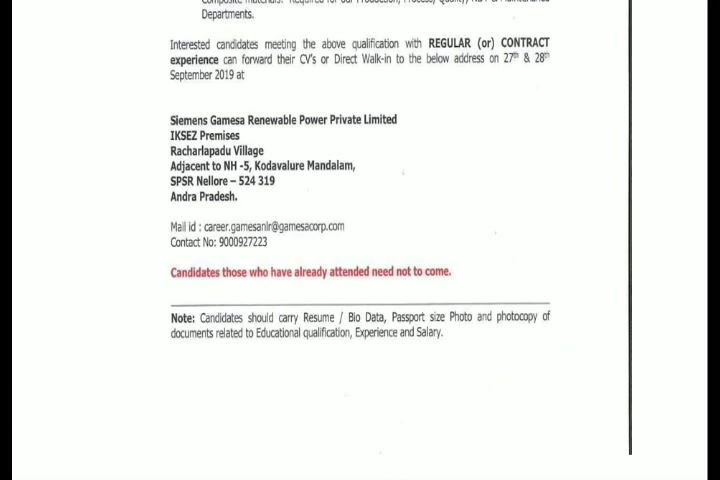 Departments.
Interested candidates meeting the above qualification with REGULAR (or) CONTRACT
experience can forward their CV's or Direct Walk-in to the below address on 27th & 28th
September 2019 at
Siemens Gamesa Renewable Power Private Limited
IKSEZ Premises
Racharlapadu Village
Adjacent to NH -5, Kodavalure Mandalam,
SPSR Nellore – 524 319
Andra Pradesh.
Mail id : career.gamesanlr@gamesacorp.com
Contact No: 9000927223
Candidates those who have already attended need not to come.
Note: Candidates should carry Resume / Bio Data, Passport size Photo and photocopy of
documents related to Educational qualification, Experience and Salary.